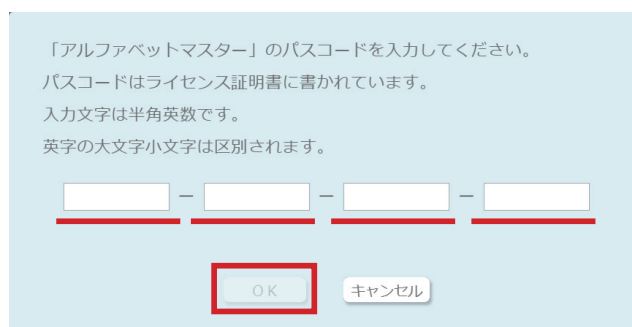 「アルファベットマスター」のパスコードを入力してください。
パスコードはライセンス証明書に書かれています。
入力文字は半角英数です。
英字の大文字小文字は区別されます。
－ － －
ＯＫ キャンセル